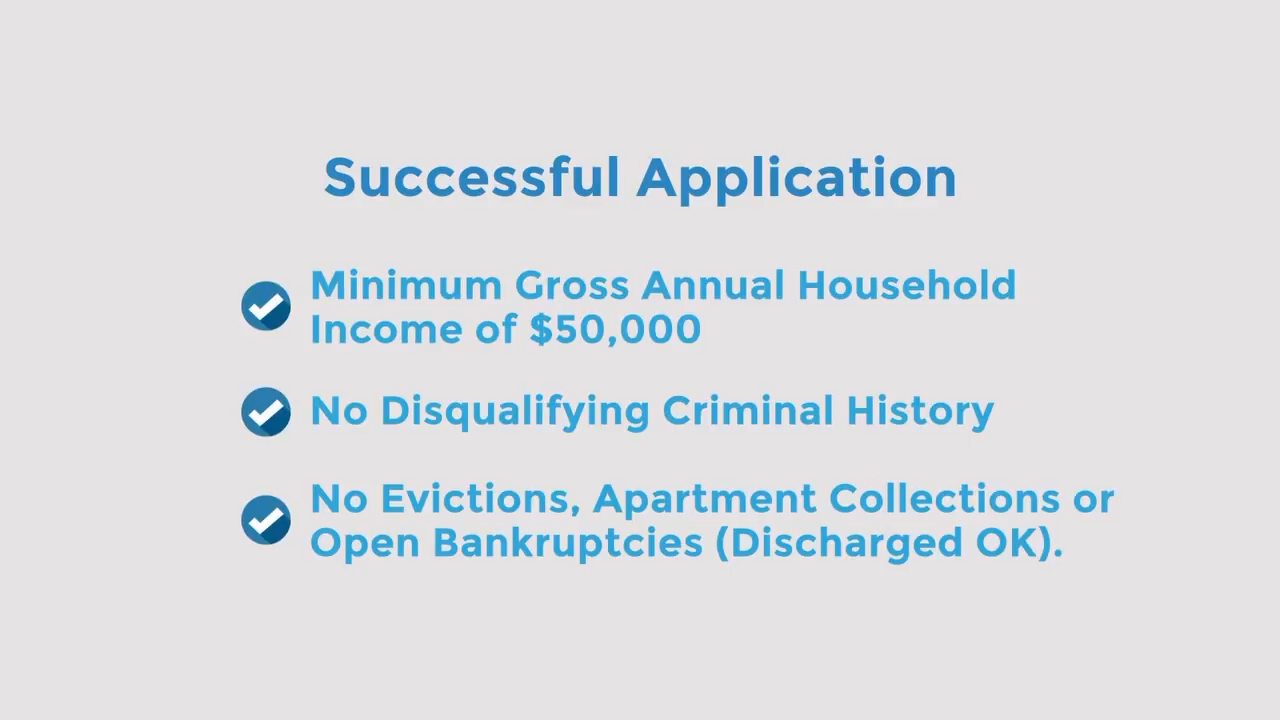 Successful Application
Minimum Gross Annual Household
Income of $50,000
No Disqualifying Criminal History
No Evictions, Apartment Collections or
Open Bankruptcies (Discharged OK).